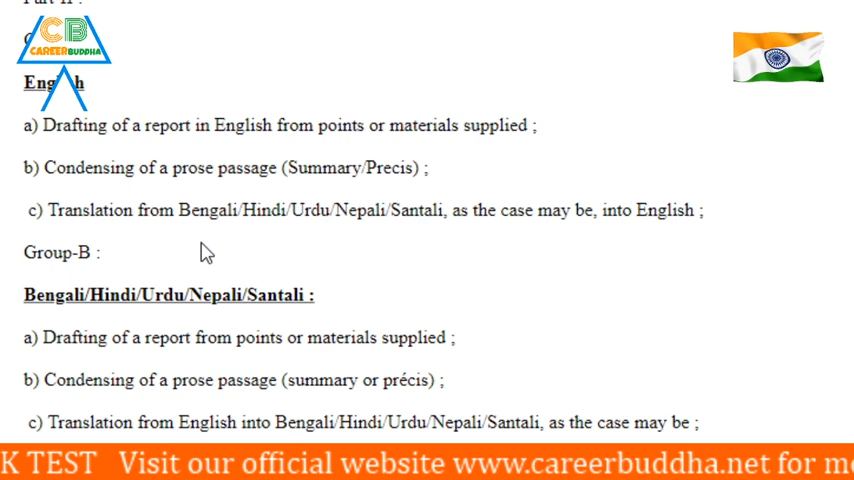 CB
CAREERBUDDHA
English
a) Drafting of a report in English from points or materials supplied ;
b) Condensing of a prose passage (Summary/Precis) ;
c) Translation from Bengali/Hindi/Urdu/Nepali/Santali, as the case may be, into English ;
Group-B :
Bengali/Hindi/Urdu/Nepali/Santali :
a) Drafting of a report from points or materials supplied ;
b) Condensing of a prose passage (summary or précis) ;
c) Translation from English into Bengali/Hindi/Urdu/Nepali/Santali, as the case may be ;
K TEST Visit our official website www.careerbuddha.net for